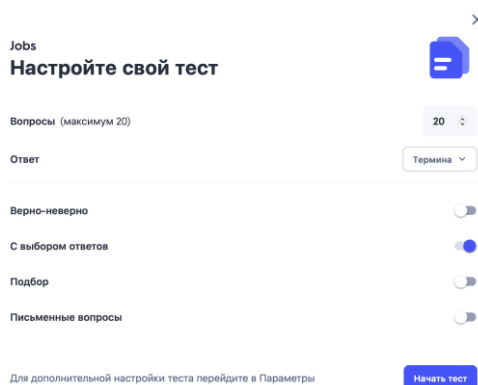 Jobs
Настройте свой тест
Вопросы (максимум 20)
20
Ответ
Термина
Верно-неверно
С выбором ответов
Подбор
Письменные вопросы
Для дополнительной настройки теста перейдите в Параметры
Начать тест